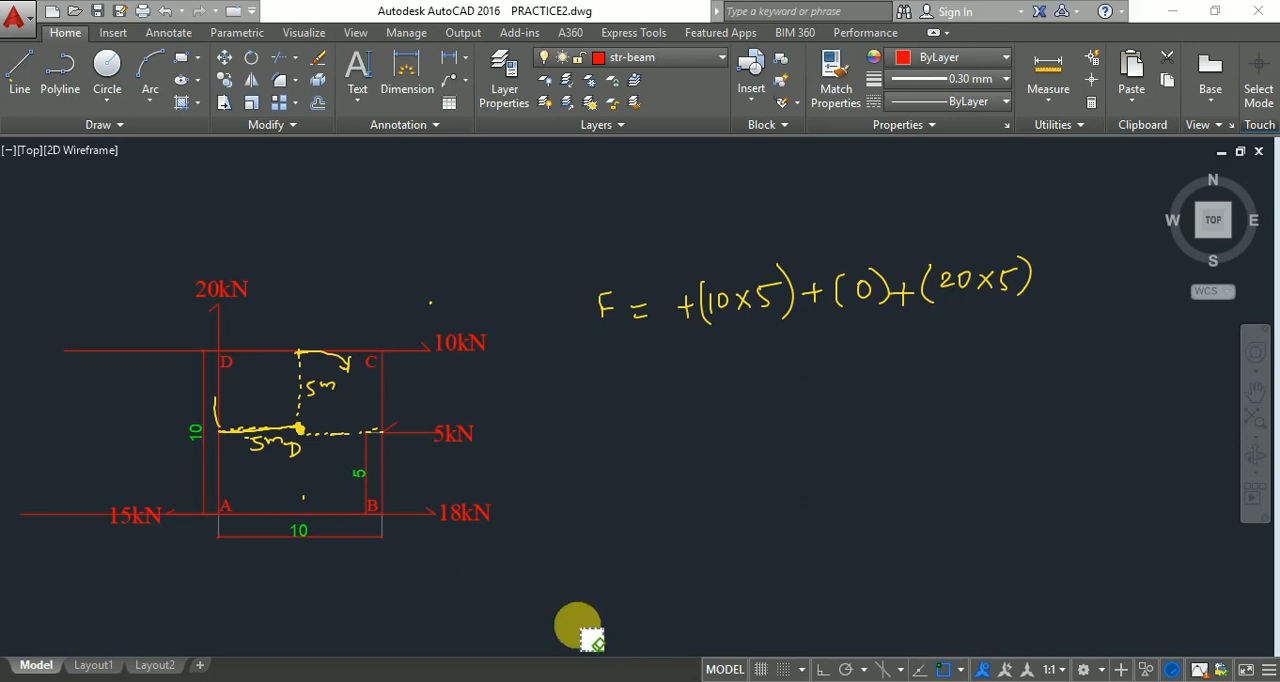 Autodesk AutoCAD 2016 PRACTICE2.dwg
Type a keyword or phrase
Sign In
Home Insert Annotate Parametric Visualize View Manage Output Add-ins A360 Express Tools Featured Apps BIM 360 Performance
Line Polyline Circle Arc
Text Dimension
Layer Properties
str-beam
Insert
Match Properties
ByLayer
0.30 mm
ByLayer
Measure
Paste
Base
Select Mode
Draw Modify Annotation Layers Block Properties Utilities Clipboard View Touch
[−][Top][2D Wireframe]
N
W TOP E
S
WCS
20kN
10kN
D C
5m
10
5kN
5m D
5
A B
15kN
18kN
10
F = +(10×5) + (0) + (20×5)
Model Layout1 Layout2 +
MODEL
1:1